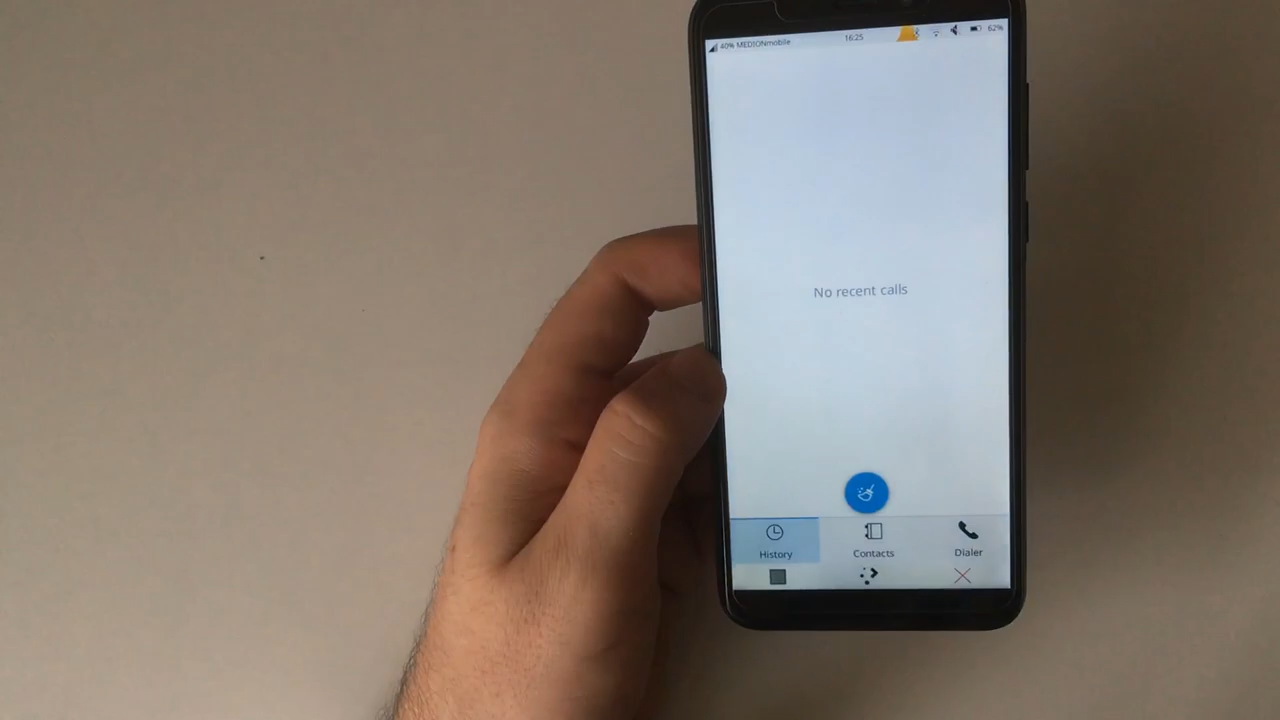 40% MEDIONmobile 16:25 62%
No recent calls
History Contacts Dialer